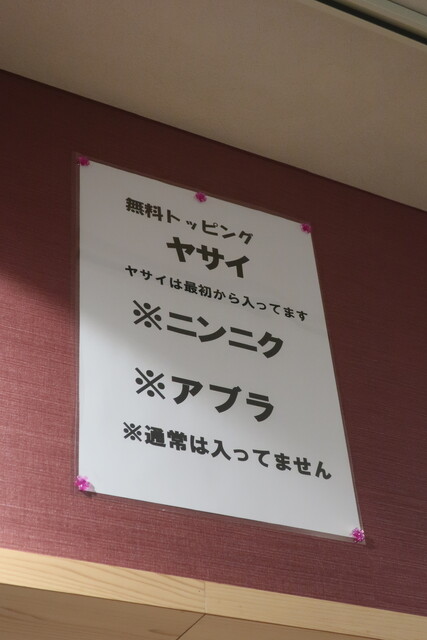 無料トッピング
ヤサイ
ヤサイは最初から入ってます
※ニンニク
※アブラ
※通常は入ってません